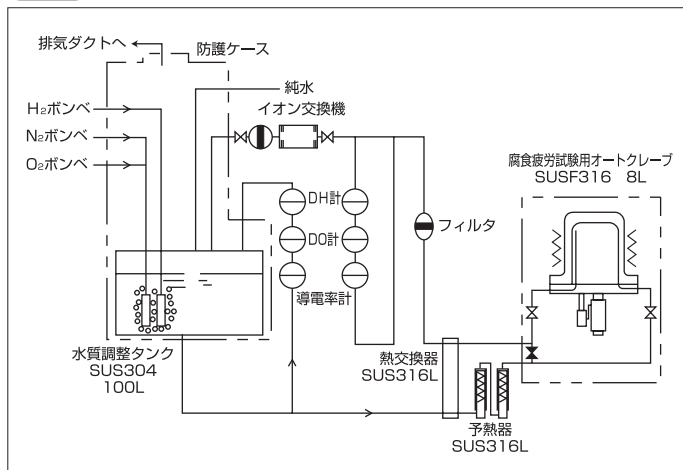 排気ダクトへ
防護ケース
純水
H₂ボンベ
イオン交換機
N₂ボンベ
O₂ボンベ
腐食疲労試験用オートクレーブ
SUSF316 8L
DH計
DO計
フィルタ
導電率計
水質調整タンク
SUS304
100L
熱交換器
SUS316L
予熱器
SUS316L